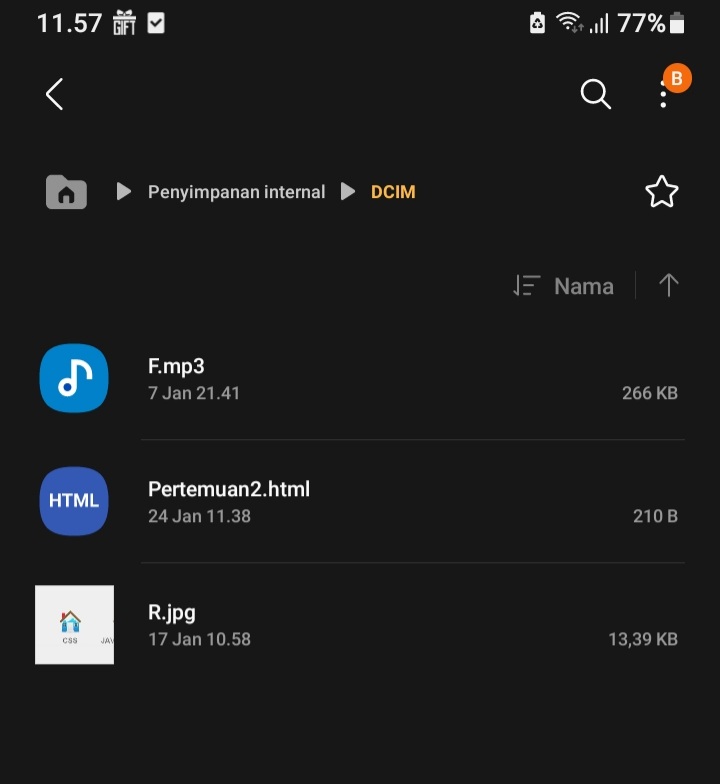 11.57 GIFT 77%
B
Penyimpanan internal DCIM
Nama
F.mp3
7 Jan 21.41 266 KB
HTML
Pertemuan2.html
24 Jan 11.38 210 B
R.jpg
17 Jan 10.58 13,39 KB
CSS JAV